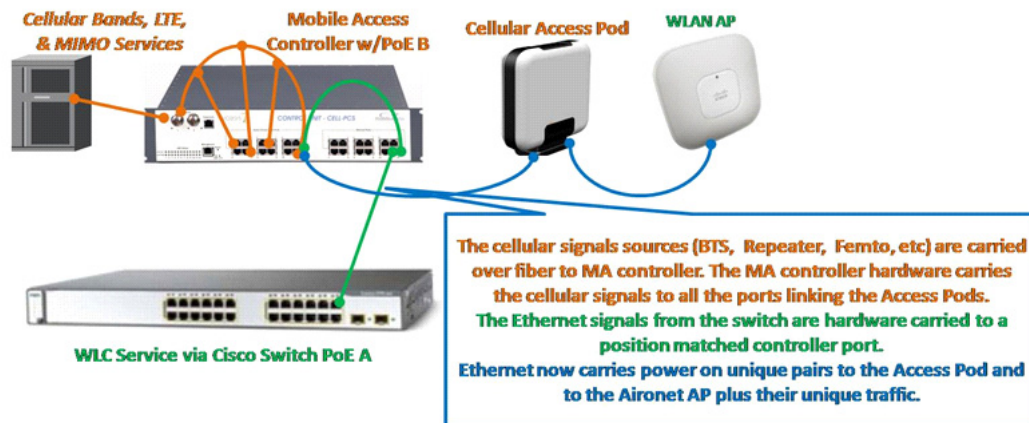 Cellular Bands, LTE,
& MIMO Services
Mobile Access
Controller w/PoE B
Cellular Access Pod
WLAN AP
CONTROL UNIT - CELL-PCS
The cellular signals sources (BTS, Repeater, Femto, etc) are carried
over fiber to MA controller. The MA controller hardware carries
the cellular signals to all the ports linking the Access Pods.
The Ethernet signals from the switch are hardware carried to a
position matched controller port.
Ethernet now carries power on unique pairs to the Access Pod and
to the Aironet AP plus their unique traffic.
WLC Service via Cisco Switch PoE A